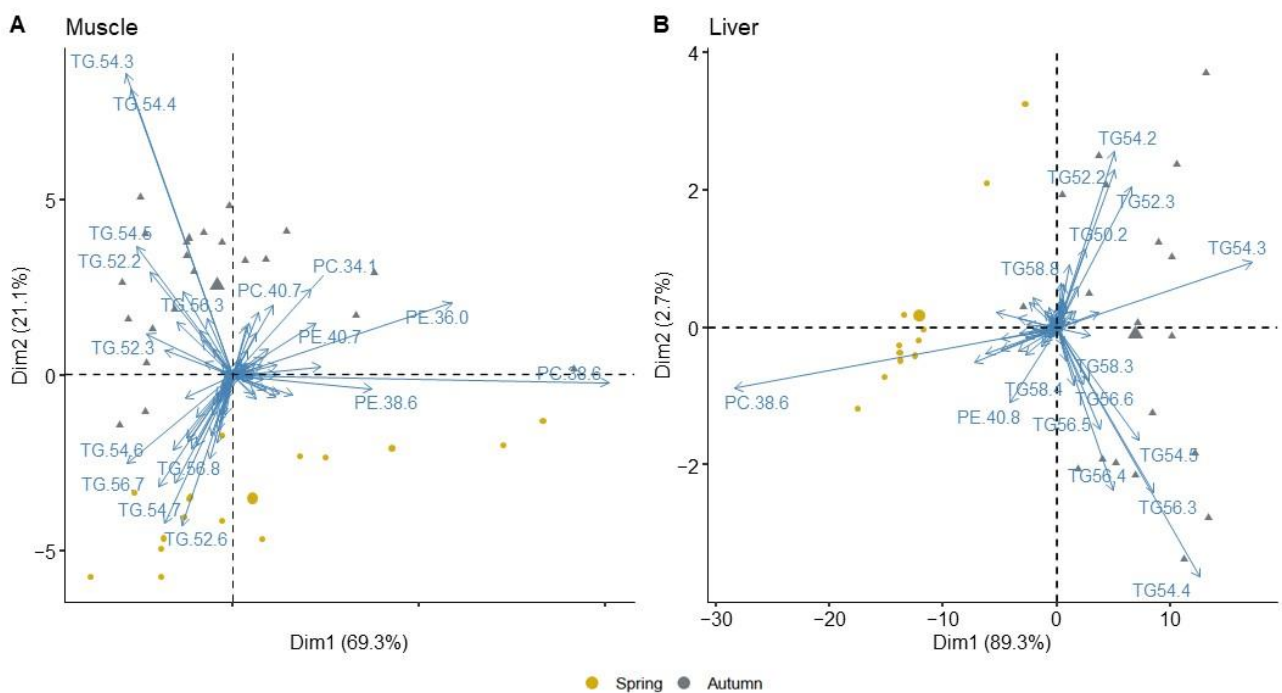 A Muscle
TG.54.3
TG.54.4
5
TG.54.5
TG.52.2
PC.34.1
PC.40.7
TG.56.3
PE.36.0
PE.40.7
TG.52.3
0
PC.38.6
PE.38.6
TG.54.6
TG.56.8
TG.56.7
TG.54.7
TG.52.6
−5
Dim2 (21.1%)
Dim1 (69.3%)
B Liver
4
TG54.2
TG52.2
2
TG52.3
TG50.2
TG54.3
TG58.8
0
TG58.3
TG58.4
PC.38.6
TG56.6
PE.40.8
TG56.5
TG54.5
−2
TG56.4
TG56.3
TG54.4
Dim2 (2.7%)
−30 −20 −10 0 10
Dim1 (89.3%)
Spring Autumn